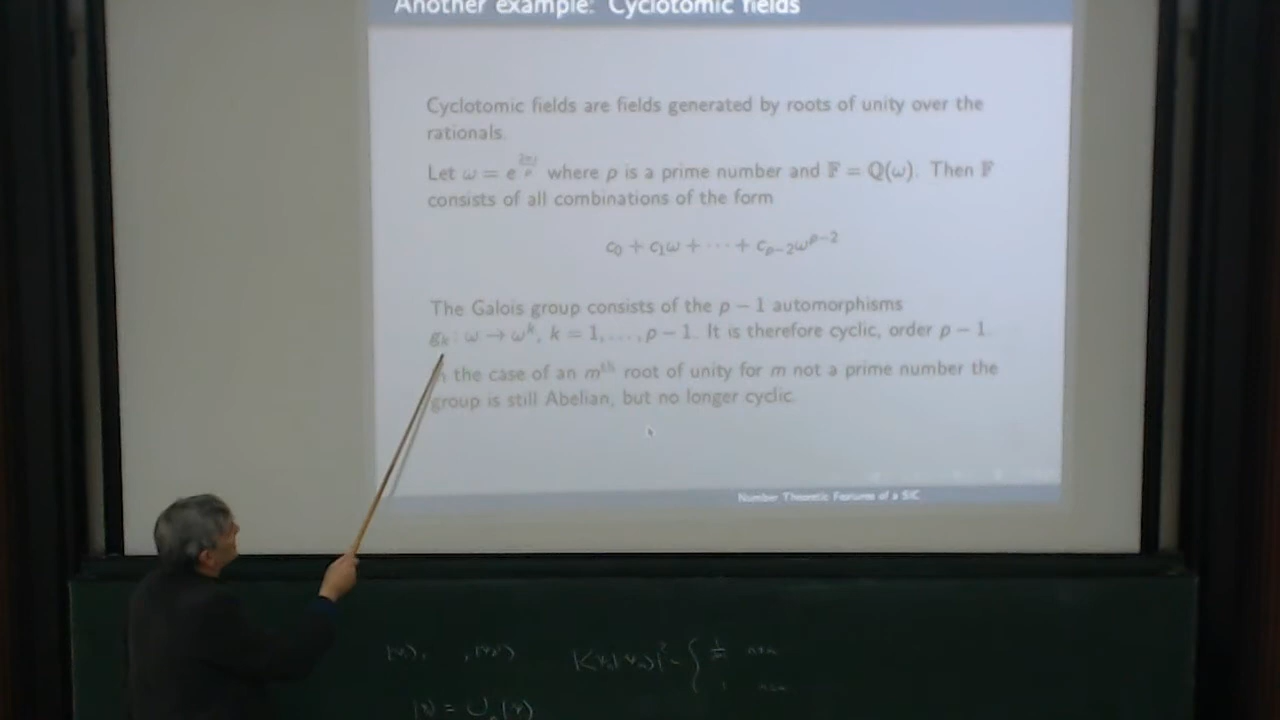 Another example: Cyclotomic fields
Cyclotomic fields are fields generated by roots of unity over the
rationals.
Let ω = e^{2πi/p} where p is a prime number and 𝔽 = ℚ(ω). Then 𝔽
consists of all combinations of the form
c₀ + c₁ω + ⋯ + c_{p−2}ω^{p−2}
The Galois group consists of the p − 1 automorphisms
g_k : ω → ω^k, k = 1, …, p − 1. It is therefore cyclic, order p − 1.
the case of an mᵗʰ root of unity for m not a prime number the
group is still Abelian, but no longer cyclic.
Number Theoretic Features of a SIC